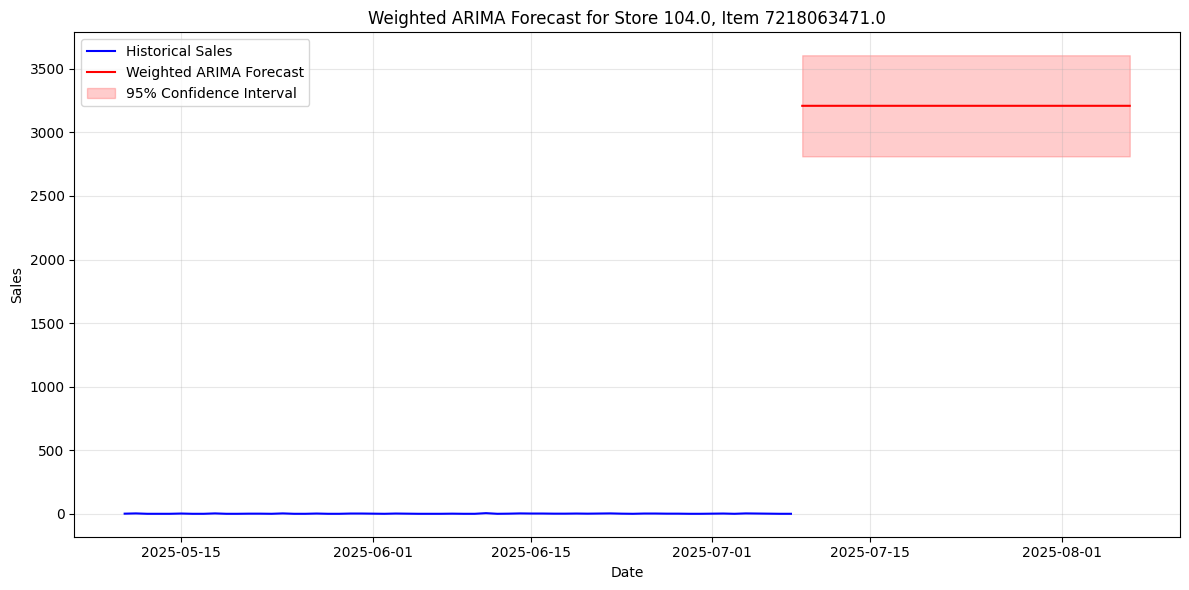 Weighted ARIMA Forecast for Store 104.0, Item 7218063471.0
Historical Sales
Weighted ARIMA Forecast
95% Confidence Interval
3500
3000
2500
2000
1500
1000
500
0
Sales
2025-05-15
2025-06-01
2025-06-15
2025-07-01
2025-07-15
2025-08-01
Date